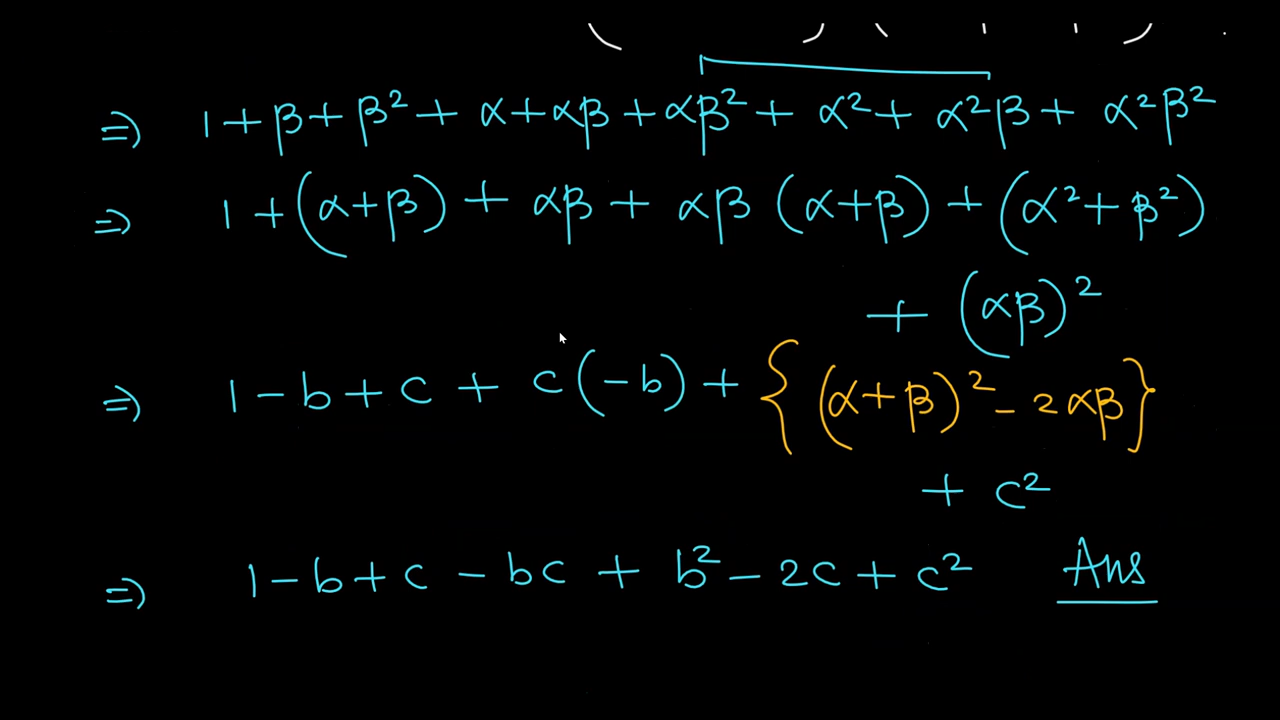 ⇒ 1 + β + β² + α + αβ + αβ² + α² + α²β + α²β²
⇒ 1 + (α + β) + αβ + αβ (α + β) + (α² + β²)
+ (αβ)²
⇒ 1 - b + c + c(-b) + {(α + β)² - 2αβ}
+ c²
⇒ 1 - b + c - bc + b² - 2c + c² Ans